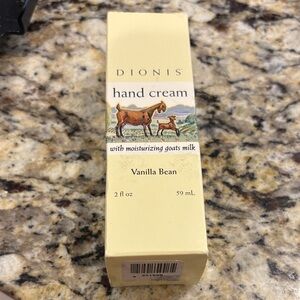 DIONIS
hand cream
with moisturizing goats milk
Vanilla Bean
2 fl oz 59 mL